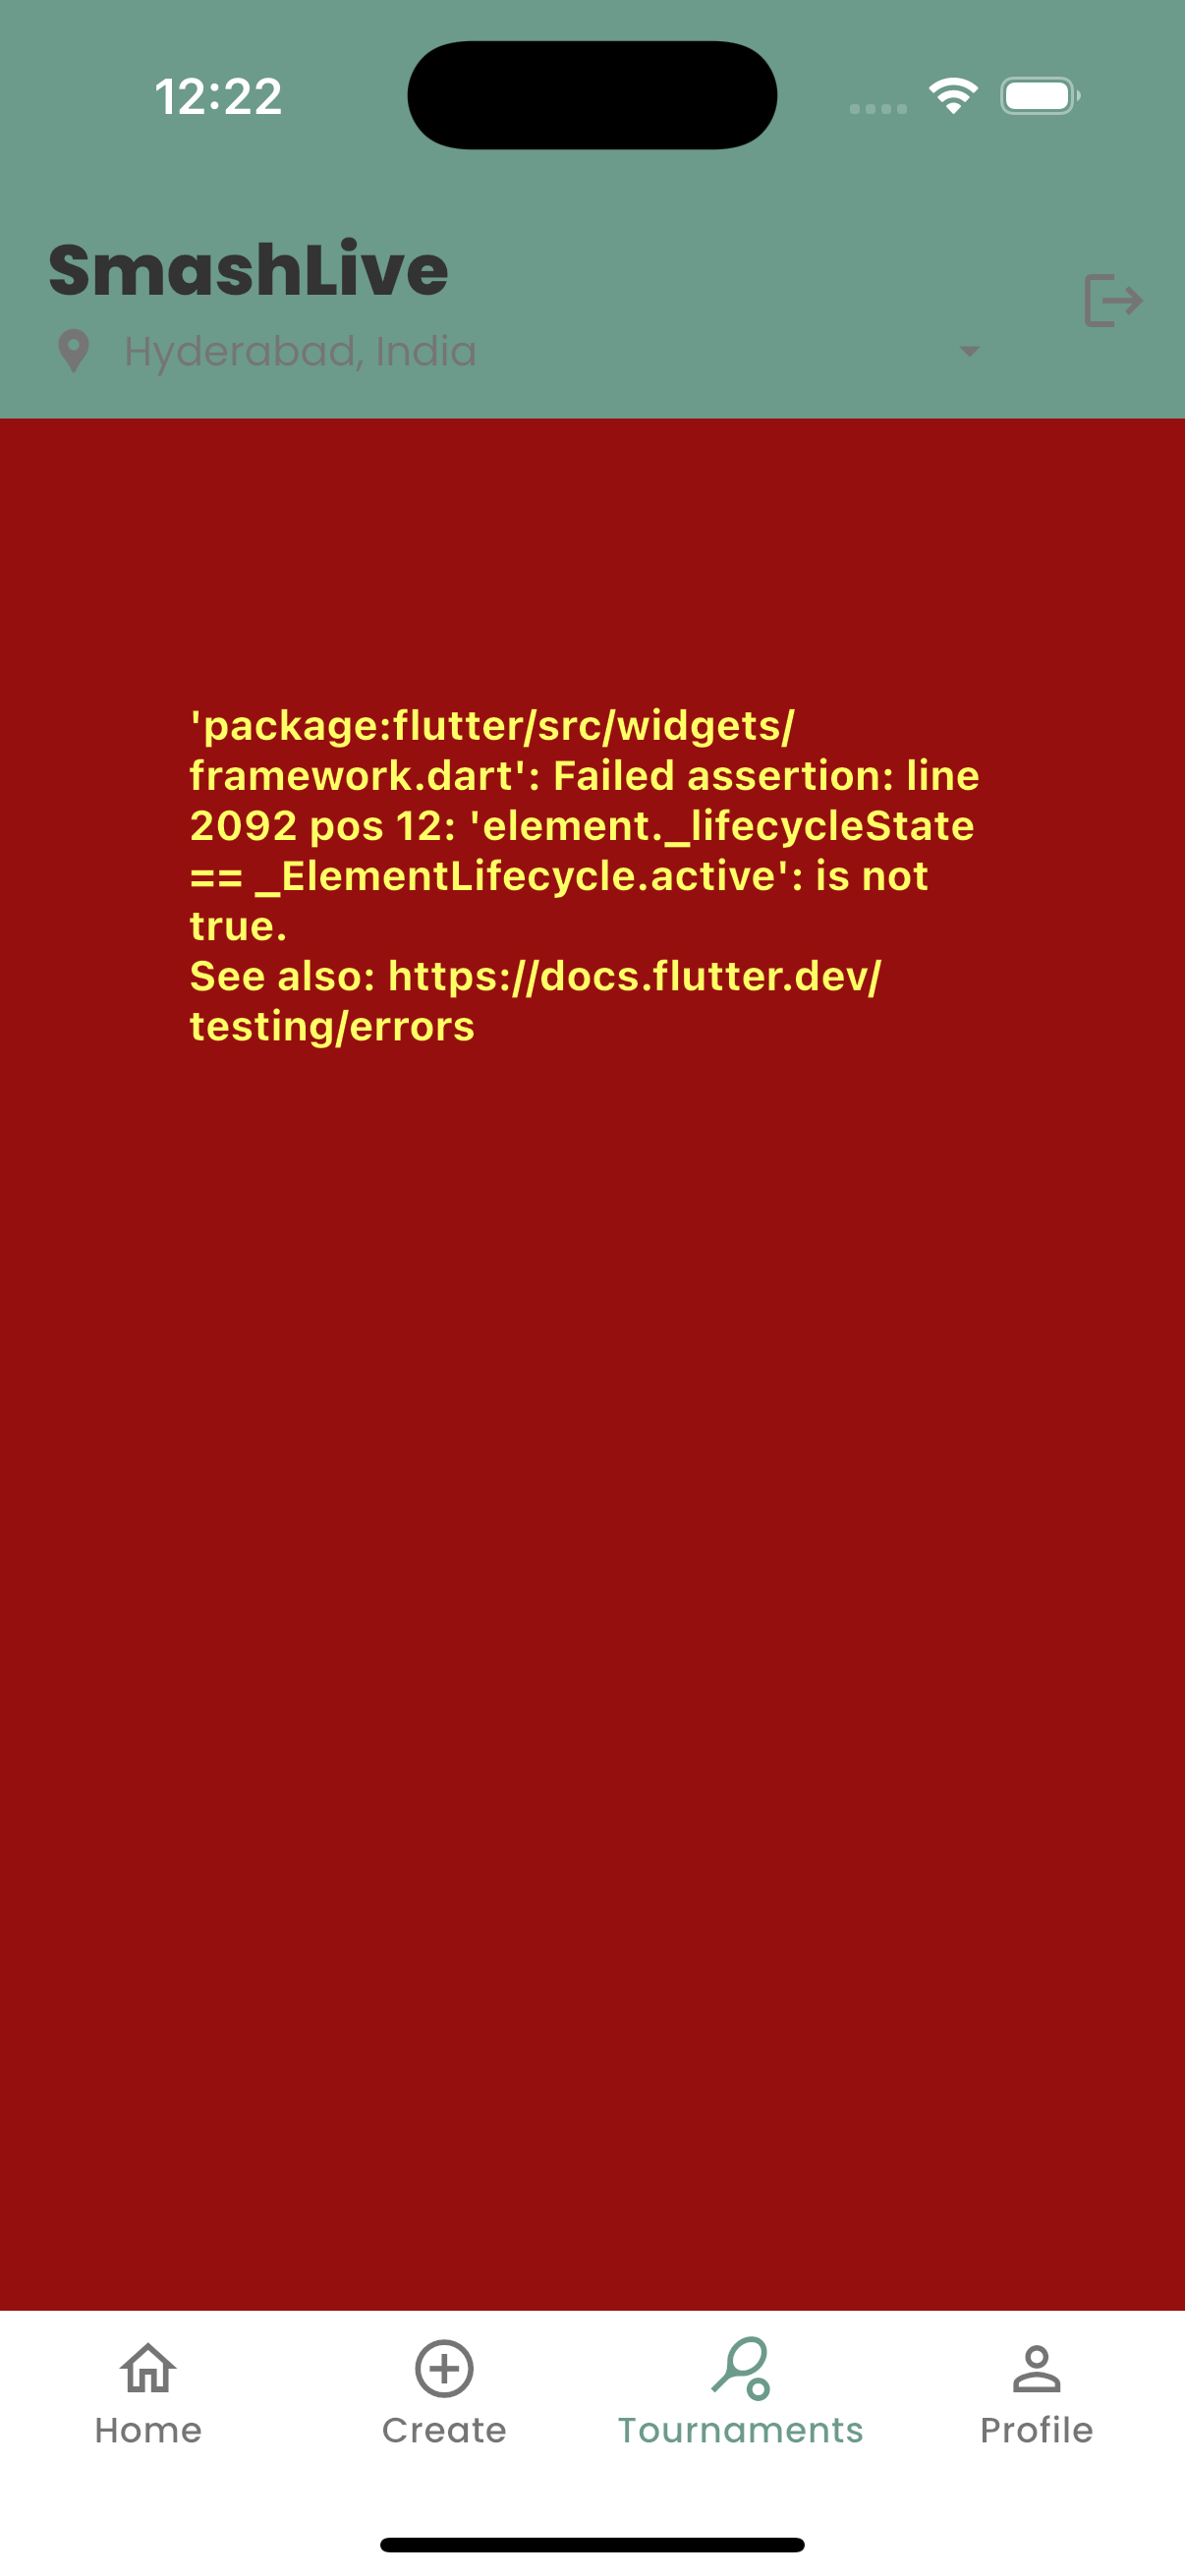 12:22
SmashLive
Hyderabad, India
'package:flutter/src/widgets/
framework.dart': Failed assertion: line
2092 pos 12: 'element._lifecycleState
== _ElementLifecycle.active': is not
true.
See also: https://docs.flutter.dev/
testing/errors
Home
Create
Tournaments
Profile